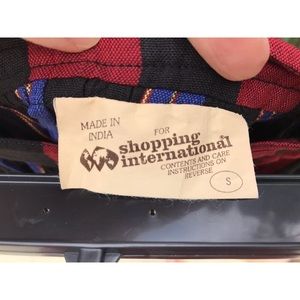 MADE IN
INDIA
FOR
shopping
international
CONTENTS AND CARE
INSTRUCTIONS ON
REVERSE
S